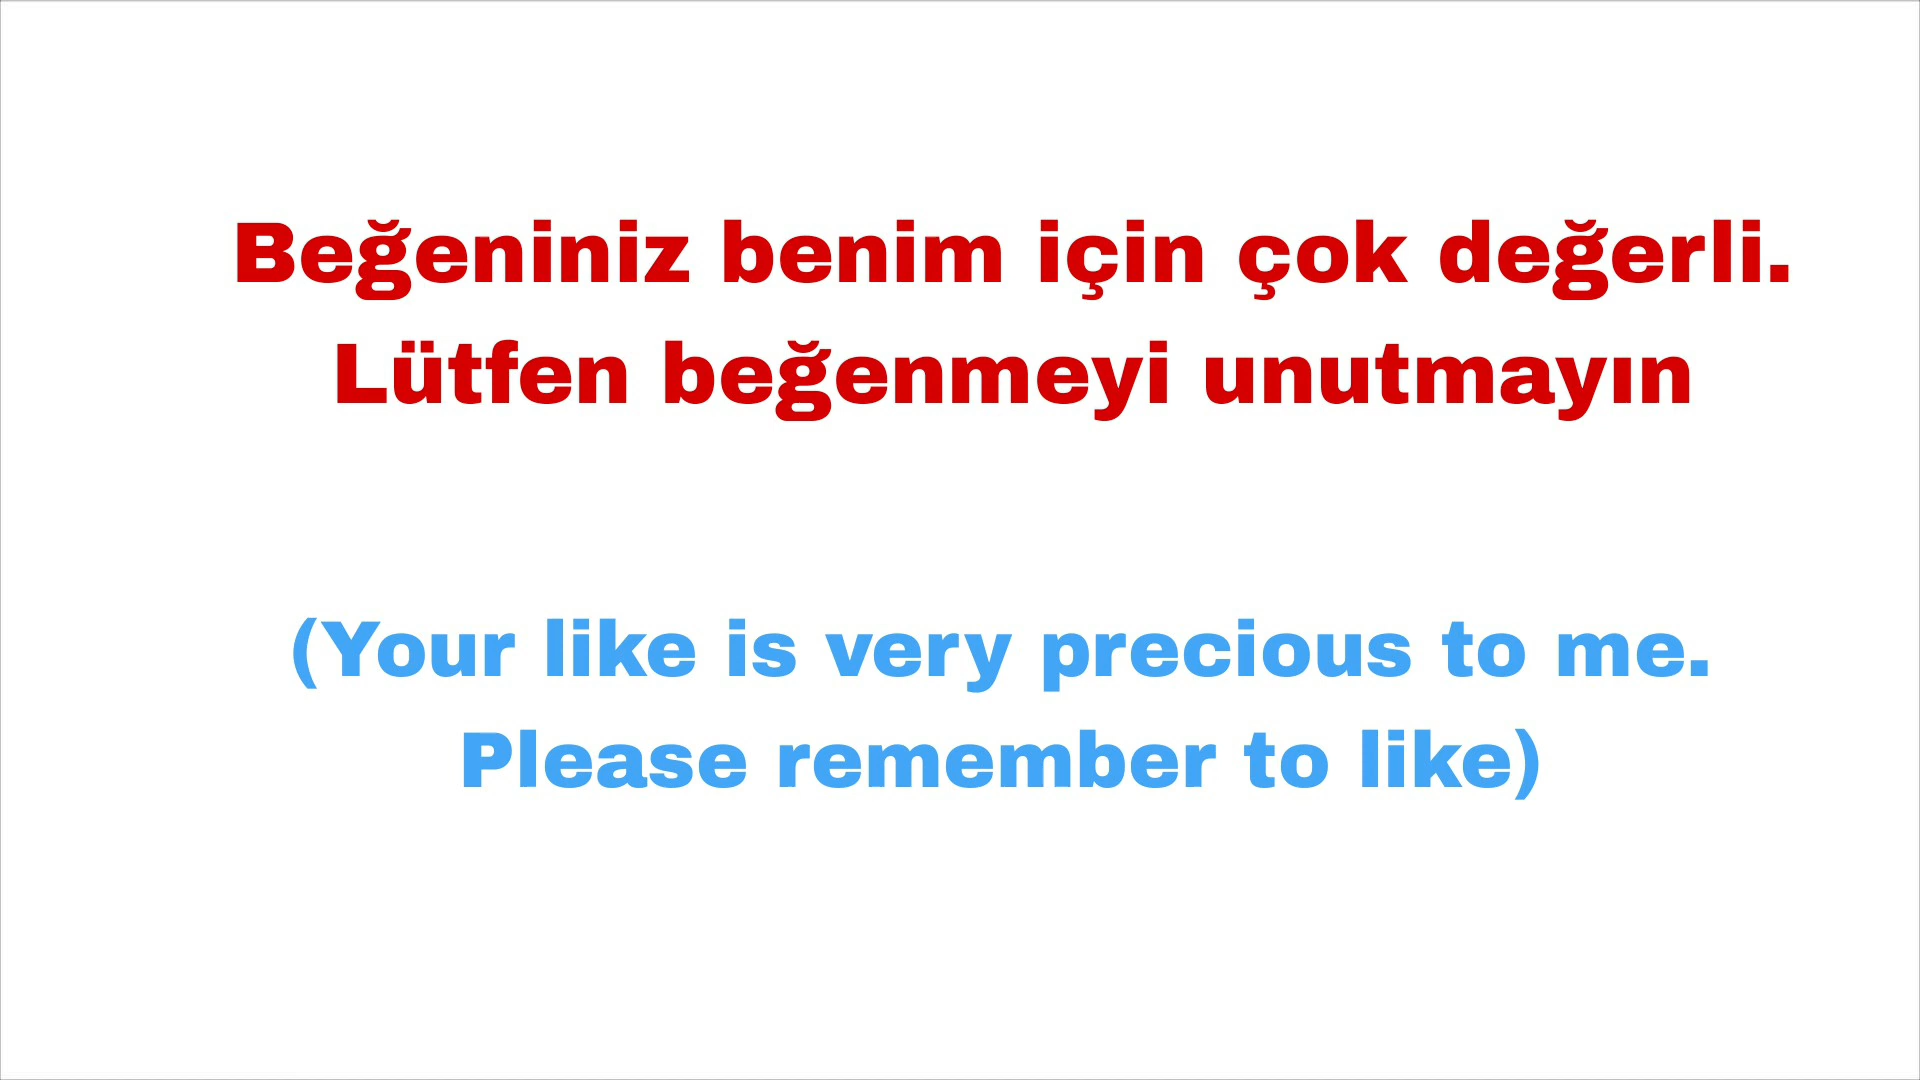 Beğeniniz benim için çok değerli.
Lütfen beğenmeyi unutmayın
(Your like is very precious to me.
Please remember to like)